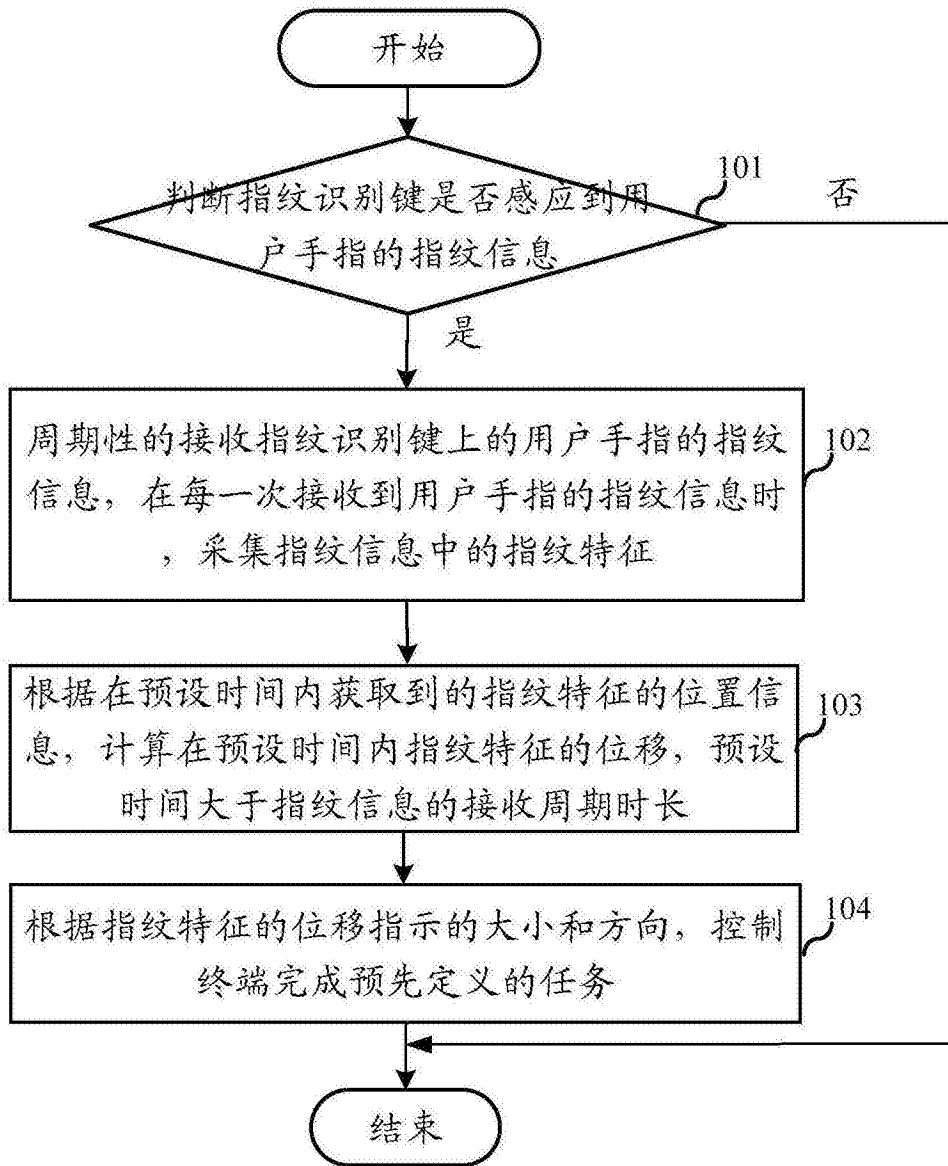 开始
101
判断指纹识别键是否感应到用
户手指的指纹信息
否
是
周期性的接收指纹识别键上的用户手指的指纹
信息，在每一次接收到用户手指的指纹信息时
，采集指纹信息中的指纹特征
102
根据在预设时间内获取到的指纹特征的位置信
息，计算在预设时间内指纹特征的位移，预设
时间大于指纹信息的接收周期时长
103
根据指纹特征的位移指示的大小和方向，控制
终端完成预先定义的任务
104
结束